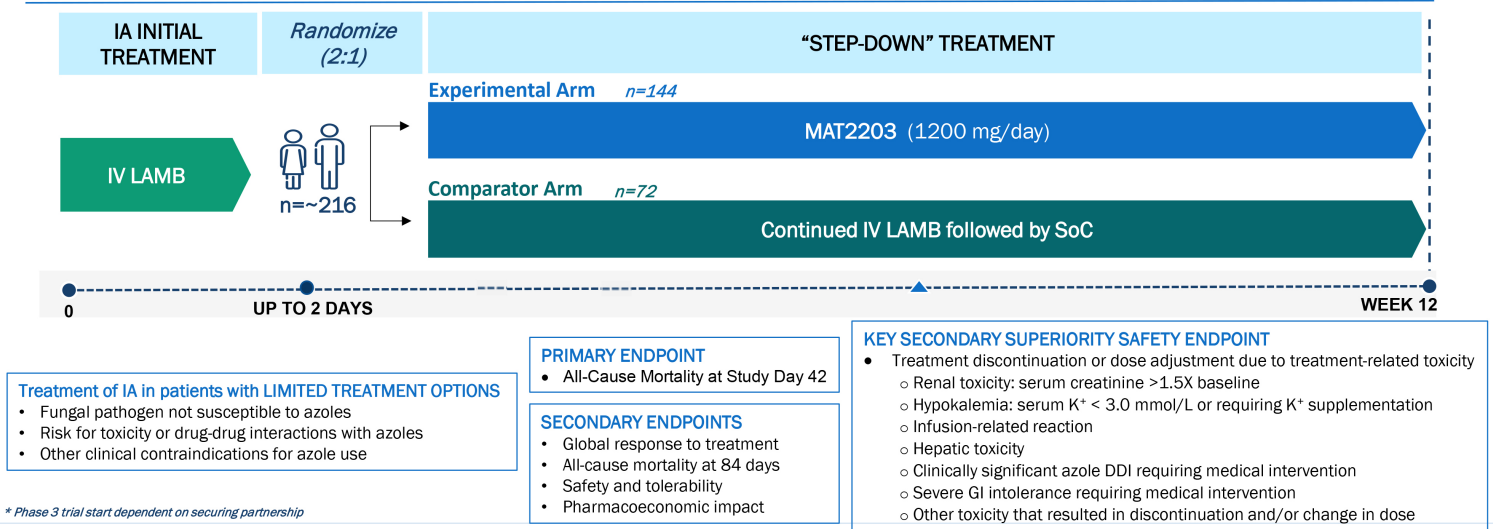 IA INITIAL
TREATMENT
Randomize
(2:1)
“STEP-DOWN” TREATMENT
Experimental Arm n=144
MAT2203 (1200 mg/day)
IV LAMB
n=~216
Comparator Arm n=72
Continued IV LAMB followed by SoC
0
UP TO 2 DAYS
WEEK 12
Treatment of IA in patients with LIMITED TREATMENT OPTIONS
• Fungal pathogen not susceptible to azoles
• Risk for toxicity or drug-drug interactions with azoles
• Other clinical contraindications for azole use
PRIMARY ENDPOINT
• All-Cause Mortality at Study Day 42
SECONDARY ENDPOINTS
• Global response to treatment
• All-cause mortality at 84 days
• Safety and tolerability
• Pharmacoeconomic impact
KEY SECONDARY SUPERIORITY SAFETY ENDPOINT
• Treatment discontinuation or dose adjustment due to treatment-related toxicity
o Renal toxicity: serum creatinine >1.5X baseline
o Hypokalemia: serum K⁺ < 3.0 mmol/L or requiring K⁺ supplementation
o Infusion-related reaction
o Hepatic toxicity
o Clinically significant azole DDI requiring medical intervention
o Severe GI intolerance requiring medical intervention
o Other toxicity that resulted in discontinuation and/or change in dose
* Phase 3 trial start dependent on securing partnership